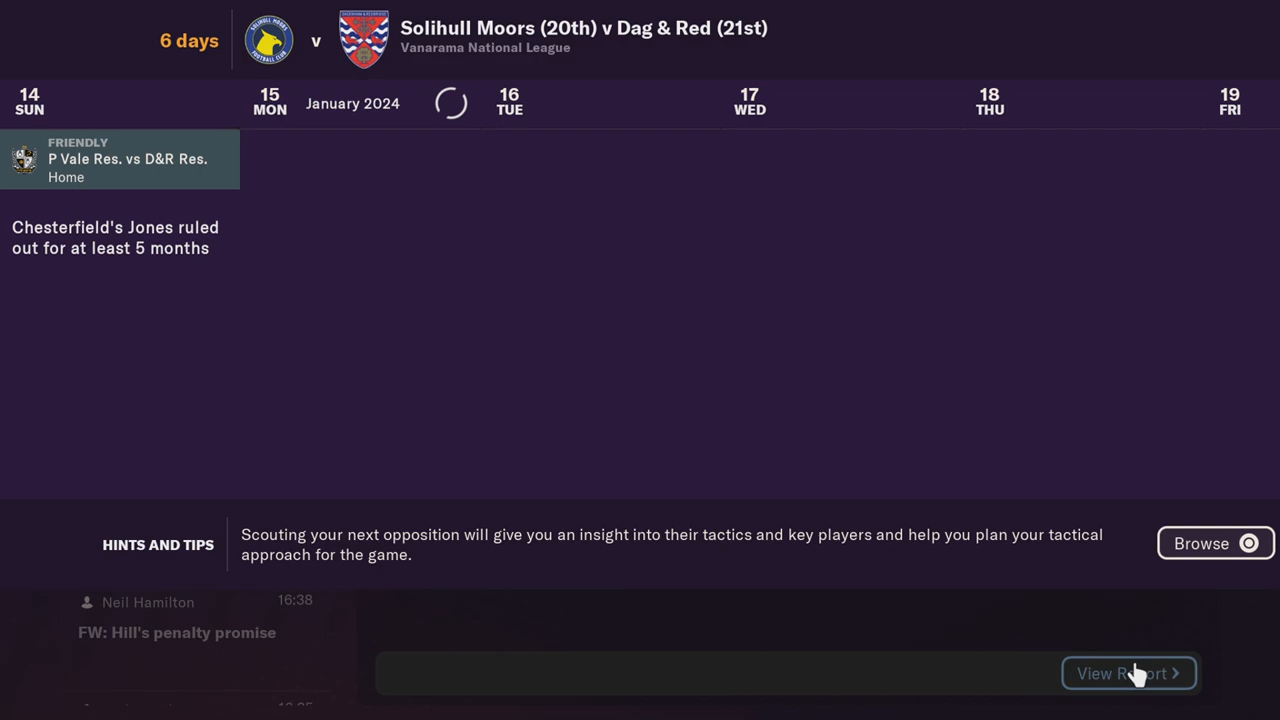 6 days
v
Solihull Moors (20th) v Dag & Red (21st)
Vanarama National League
14
SUN
15
MON
January 2024
16
TUE
17
WED
18
THU
19
FRI
FRIENDLY
P Vale Res. vs D&R Res.
Home
Chesterfield's Jones ruled
out for at least 5 months
HINTS AND TIPS
Scouting your next opposition will give you an insight into their tactics and key players and help you plan your tactical
approach for the game.
Browse
Neil Hamilton
16:38
FW: Hill's penalty promise
View Report